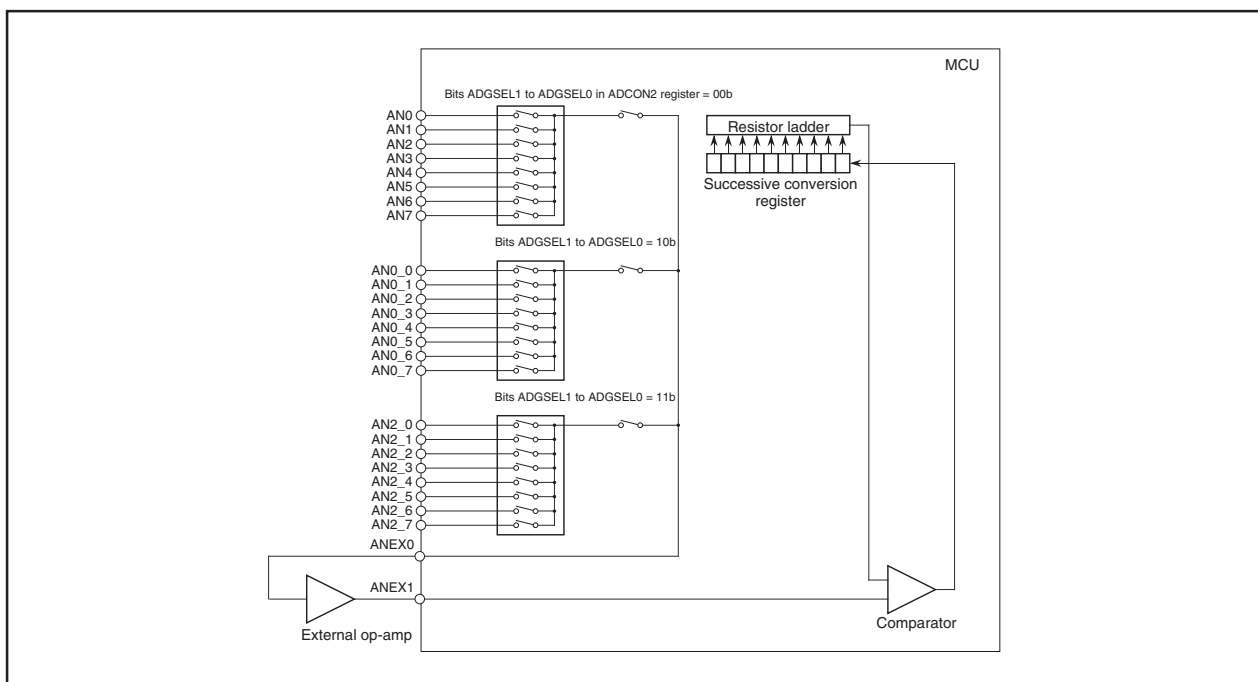 MCU
Bits ADGSEL1 to ADGSEL0 in ADCON2 register = 00b
AN0
AN1
AN2
AN3
AN4
AN5
AN6
AN7
Resistor ladder
Successive conversion
register
Bits ADGSEL1 to ADGSEL0 = 10b
AN0_0
AN0_1
AN0_2
AN0_3
AN0_4
AN0_5
AN0_6
AN0_7
Bits ADGSEL1 to ADGSEL0 = 11b
AN2_0
AN2_1
AN2_2
AN2_3
AN2_4
AN2_5
AN2_6
AN2_7
ANEX0
ANEX1
External op-amp
Comparator